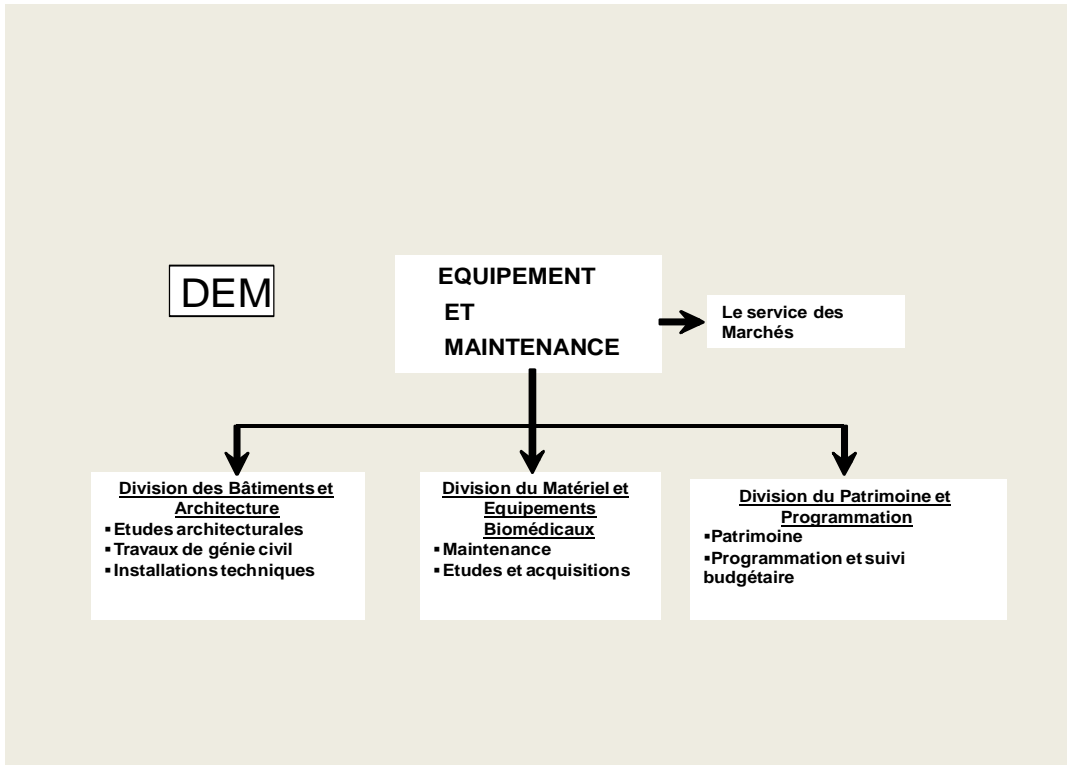 DEM
EQUIPEMENT
ET
MAINTENANCE
Le service des
Marchés
Division des Bâtiments et
Architecture
▪ Etudes architecturales
▪ Travaux de génie civil
▪ Installations techniques
Division du Matériel et
Equipements
Biomédicaux
▪ Maintenance
▪ Etudes et acquisitions
Division du Patrimoine et
Programmation
▪Patrimoine
▪Programmation et suivi
budgétaire